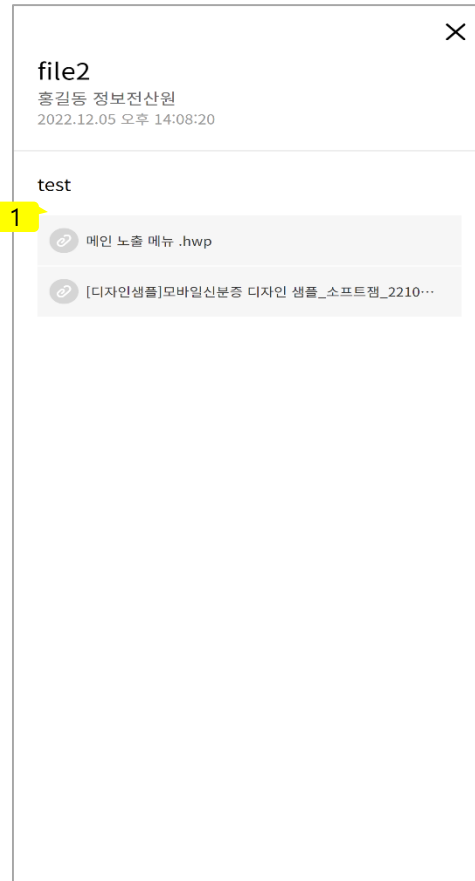 file2
홍길동 정보전산원
2022.12.05 오후 14:08:20
test
1
메인 노출 메뉴 .hwp
[디자인샘플]모바일신분증 디자인 샘플_소프트잼_2210…